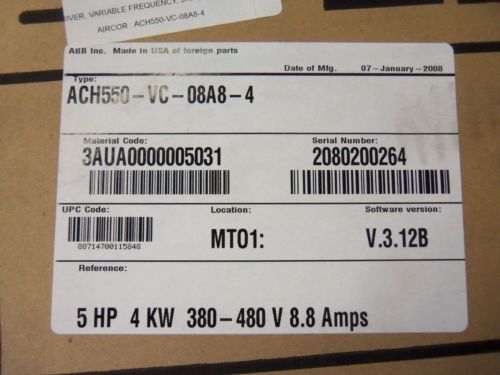 VARIABLE FREQUENCY,
AIRCOR ACH550-VC-08A8-4
ABB Inc. Made in USA of foreign parts
Date of Mfg. 07-January-2008
Type:
ACH550-VC-08A8-4
Material Code: Serial Number:
3AUA0000005031 2080200264
UPC Code: Location: Software version:
MT01: V.3.12B
88714700115848
Reference:
5 HP 4 KW 380-480 V 8.8 Amps